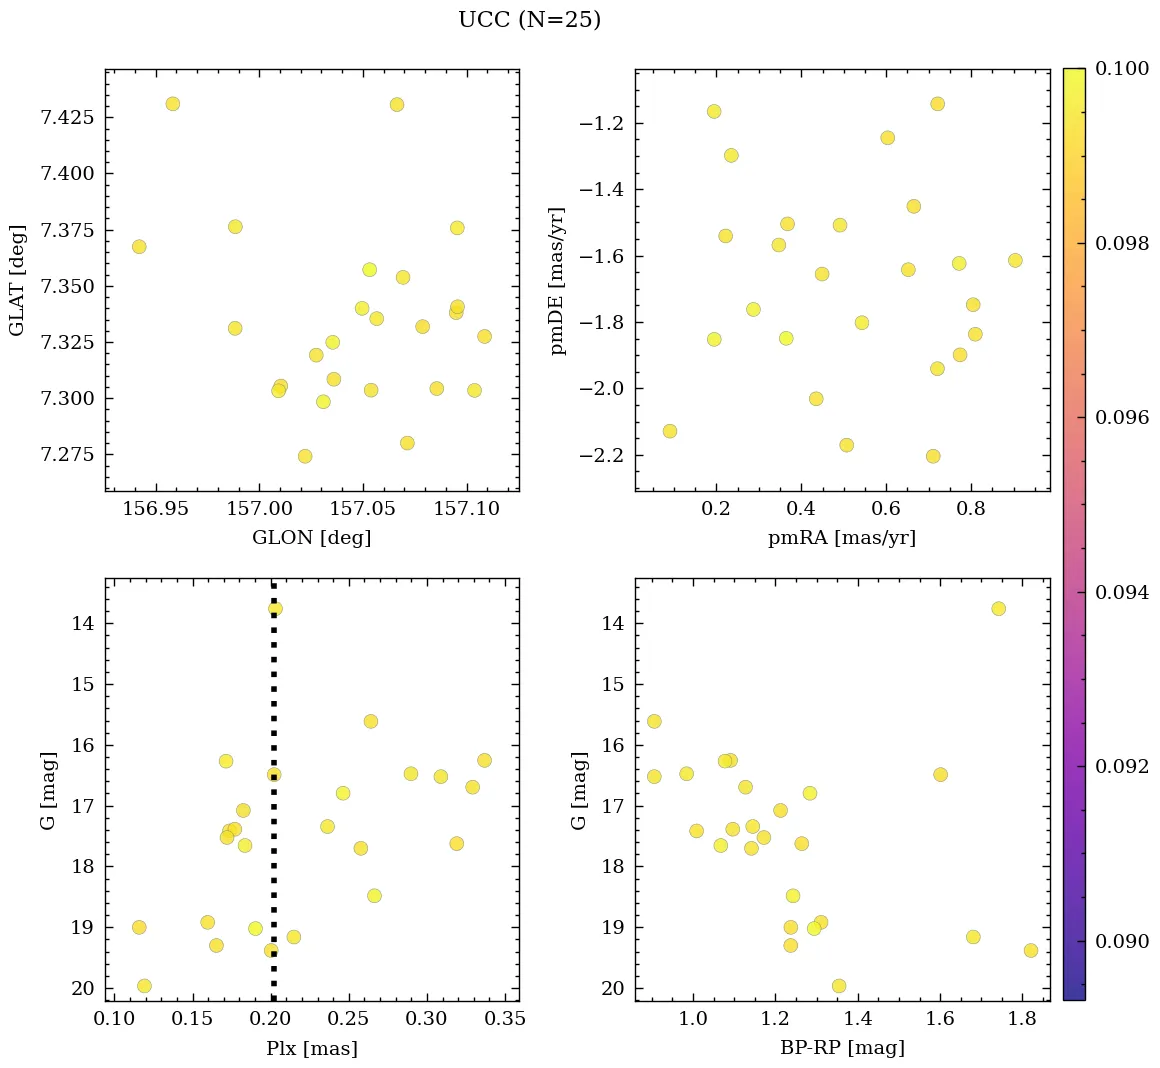 UCC (N=25)
7.425
7.400
7.375
7.350
7.325
7.300
7.275
GLAT [deg]
156.95 157.00 157.05 157.10
GLON [deg]
−1.2
−1.4
−1.6
−1.8
−2.0
−2.2
pmDE [mas/yr]
0.2 0.4 0.6 0.8
pmRA [mas/yr]
14
15
16
17
18
19
20
G [mag]
0.10 0.15 0.20 0.25 0.30 0.35
Plx [mas]
14
15
16
17
18
19
20
G [mag]
1.0 1.2 1.4 1.6 1.8
BP-RP [mag]
0.100
0.098
0.096
0.094
0.092
0.090